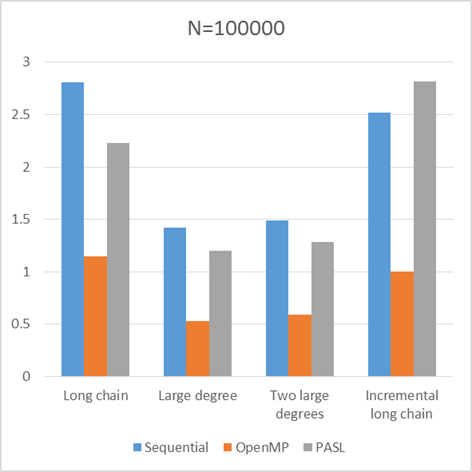 N=100000
3
2.5
2
1.5
1
0.5
0
Long chain
Large degree
Two large
degrees
Incremental
long chain
Sequential
OpenMP
PASL